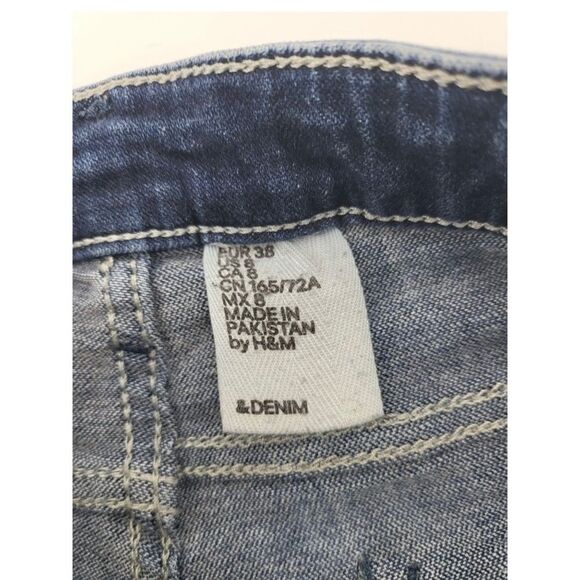 EUR 38
US 8
CA 8
CN 165/72A
MX 8
MADE IN
PAKISTAN
by H&M
&DENIM